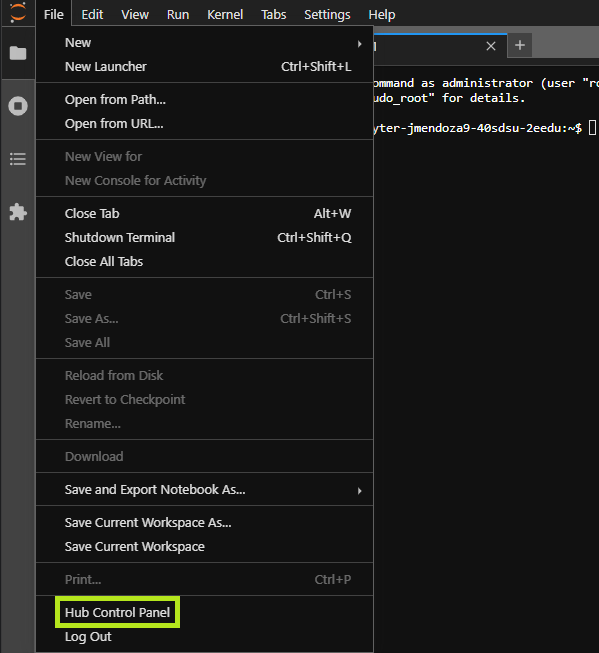 File Edit View Run Kernel Tabs Settings Help
New
New Launcher Ctrl+Shift+L
Open from Path...
Open from URL...
New View for
New Console for Activity
Close Tab Alt+W
Shutdown Terminal Ctrl+Shift+Q
Close All Tabs
Save Ctrl+S
Save As... Ctrl+Shift+S
Save All
Reload from Disk
Revert to Checkpoint
Rename...
Download
Save and Export Notebook As...
Save Current Workspace As...
Save Current Workspace
Print... Ctrl+P
Hub Control Panel
Log Out
ommand as administrator (user "ro
udo_root" for details.
yter-jmendoza9-40sdsu-2eedu:~$